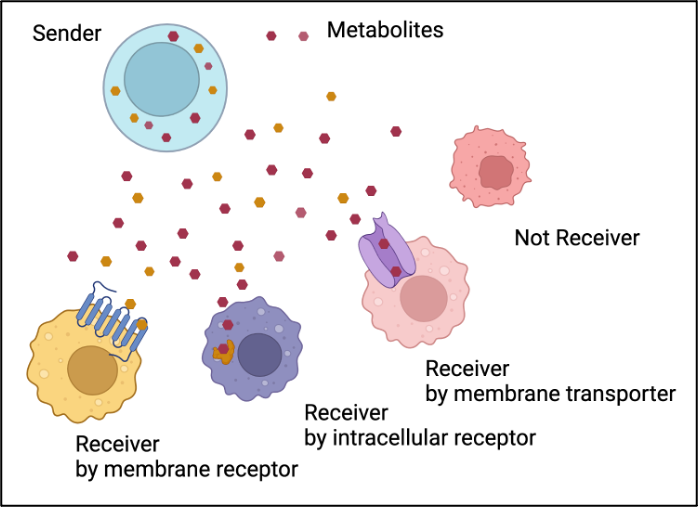 Sender
Metabolites
Not Receiver
Receiver
by membrane transporter
Receiver
by intracellular receptor
Receiver
by membrane receptor